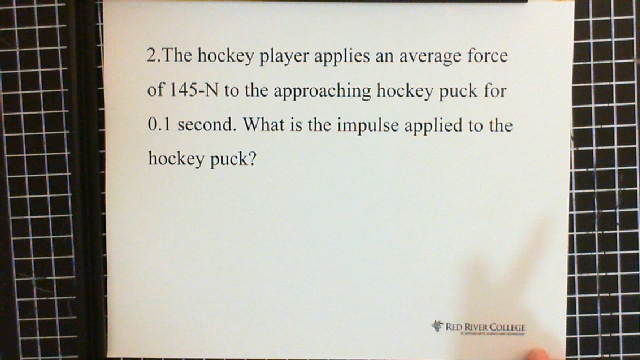 2.The hockey player applies an average force
of 145-N to the approaching hockey puck for
0.1 second. What is the impulse applied to the
hockey puck?
RED RIVER COLLEGE